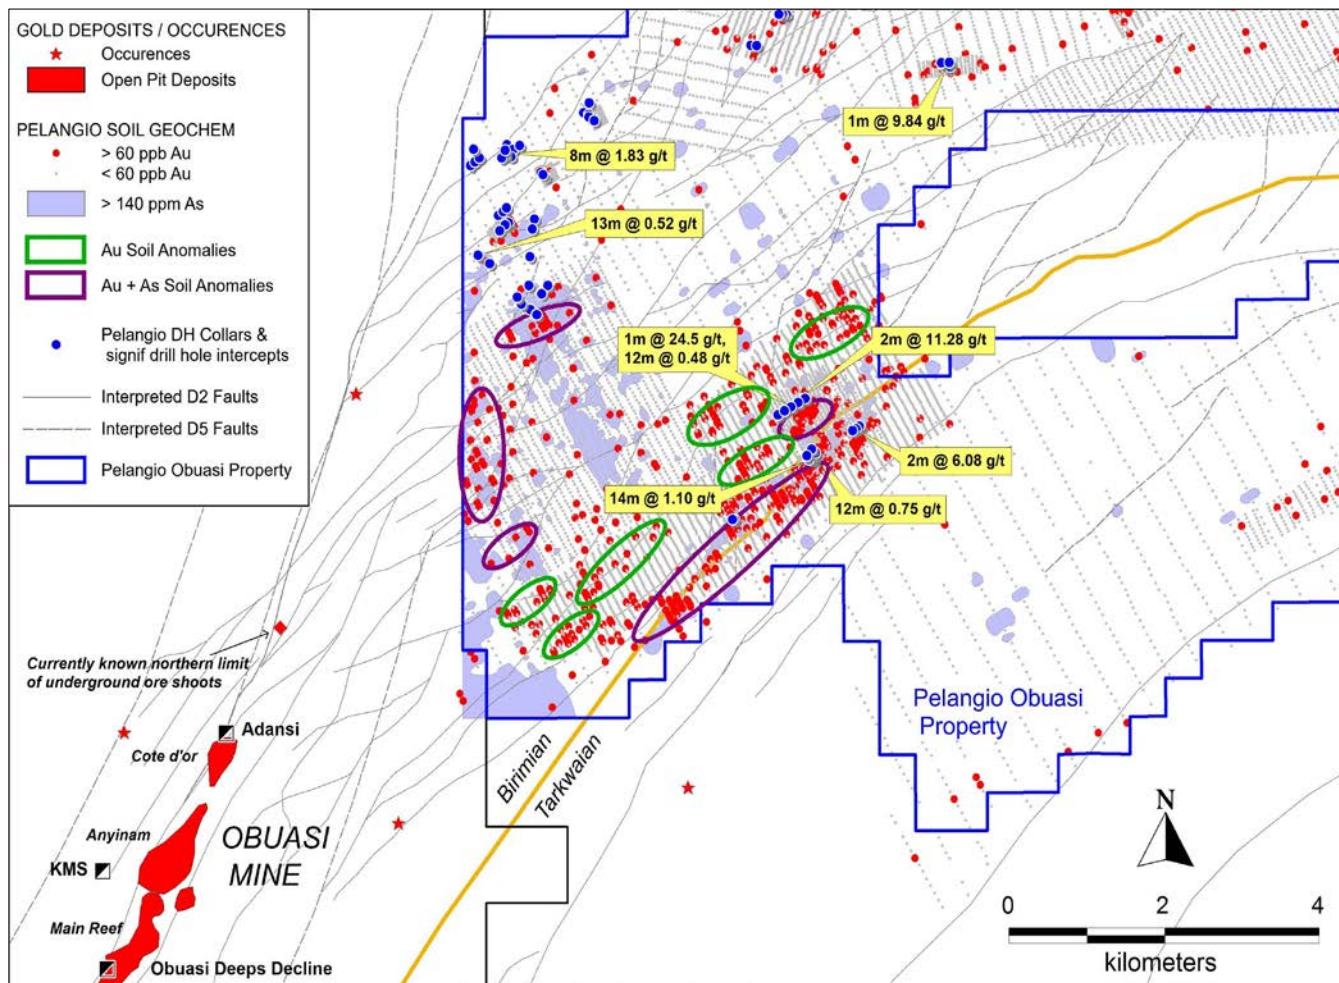 GOLD DEPOSITS / OCCURENCES
Occurences
Open Pit Deposits
PELANGIO SOIL GEOCHEM
> 60 ppb Au
< 60 ppb Au
> 140 ppm As
Au Soil Anomalies
Au + As Soil Anomalies
Pelangio DH Collars &
signif drill hole intercepts
Interpreted D2 Faults
Interpreted D5 Faults
Pelangio Obuasi Property
1m @ 9.84 g/t
8m @ 1.83 g/t
13m @ 0.52 g/t
1m @ 24.5 g/t,
12m @ 0.48 g/t
2m @ 11.28 g/t
2m @ 6.08 g/t
14m @ 1.10 g/t
12m @ 0.75 g/t
Currently known northern limit
of underground ore shoots
Adansi
Cote d'or
Anyinam
KMS
OBUASI
MINE
Main Reef
Obuasi Deeps Decline
Birimian
Tarkwaian
Pelangio Obuasi
Property
N
0 2 4
kilometers